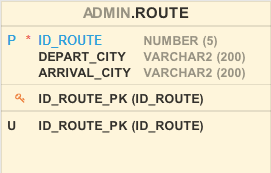 ADMIN.ROUTE
P * ID_ROUTE NUMBER (5)
DEPART_CITY VARCHAR2 (200)
ARRIVAL_CITY VARCHAR2 (200)
ID_ROUTE_PK (ID_ROUTE)
U ID_ROUTE_PK (ID_ROUTE)